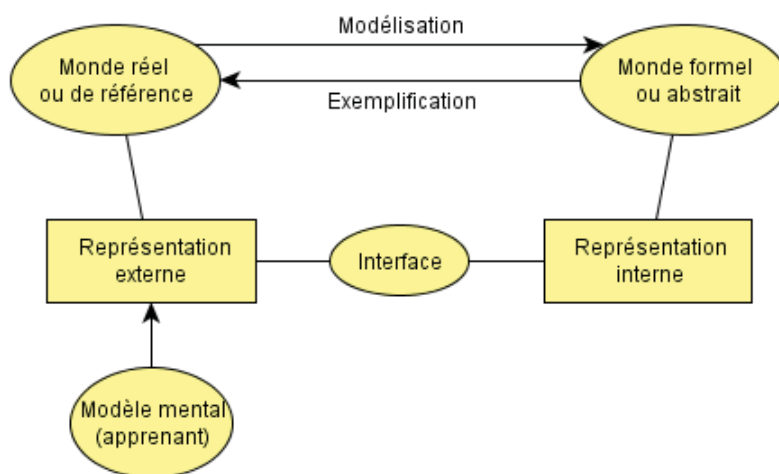 Modélisation
Monde réel
ou de référence
Monde formel
ou abstrait
Exemplification
Représentation
externe
Interface
Représentation
interne
Modèle mental
(apprenant)